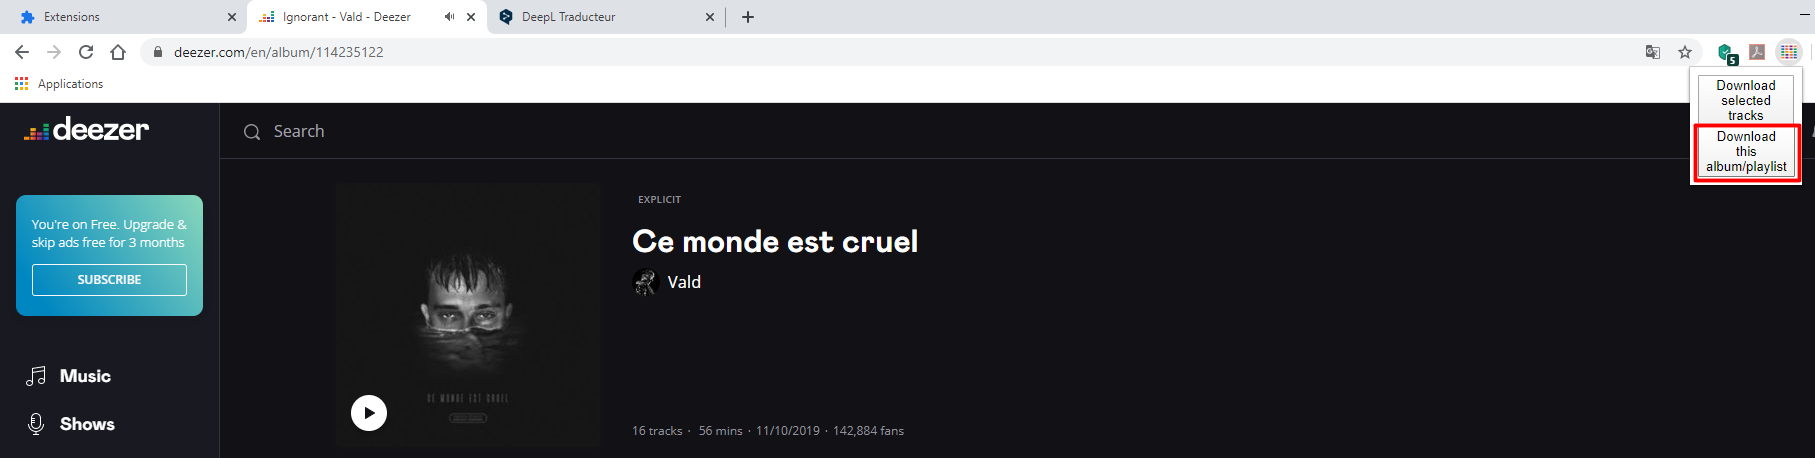 Extensions
Ignorant - Vald - Deezer
DeepL Traducteur
deezer.com/en/album/114235122
5
Applications
Download
selected
tracks
Download
this
album/playlist
deezer
Search
You're on Free. Upgrade &
skip ads free for 3 months
SUBSCRIBE
Music
Shows
EXPLICIT
Ce monde est cruel
Vald
CE MONDE EST CRUEL
16 tracks · 56 mins · 11/10/2019 · 142,884 fans